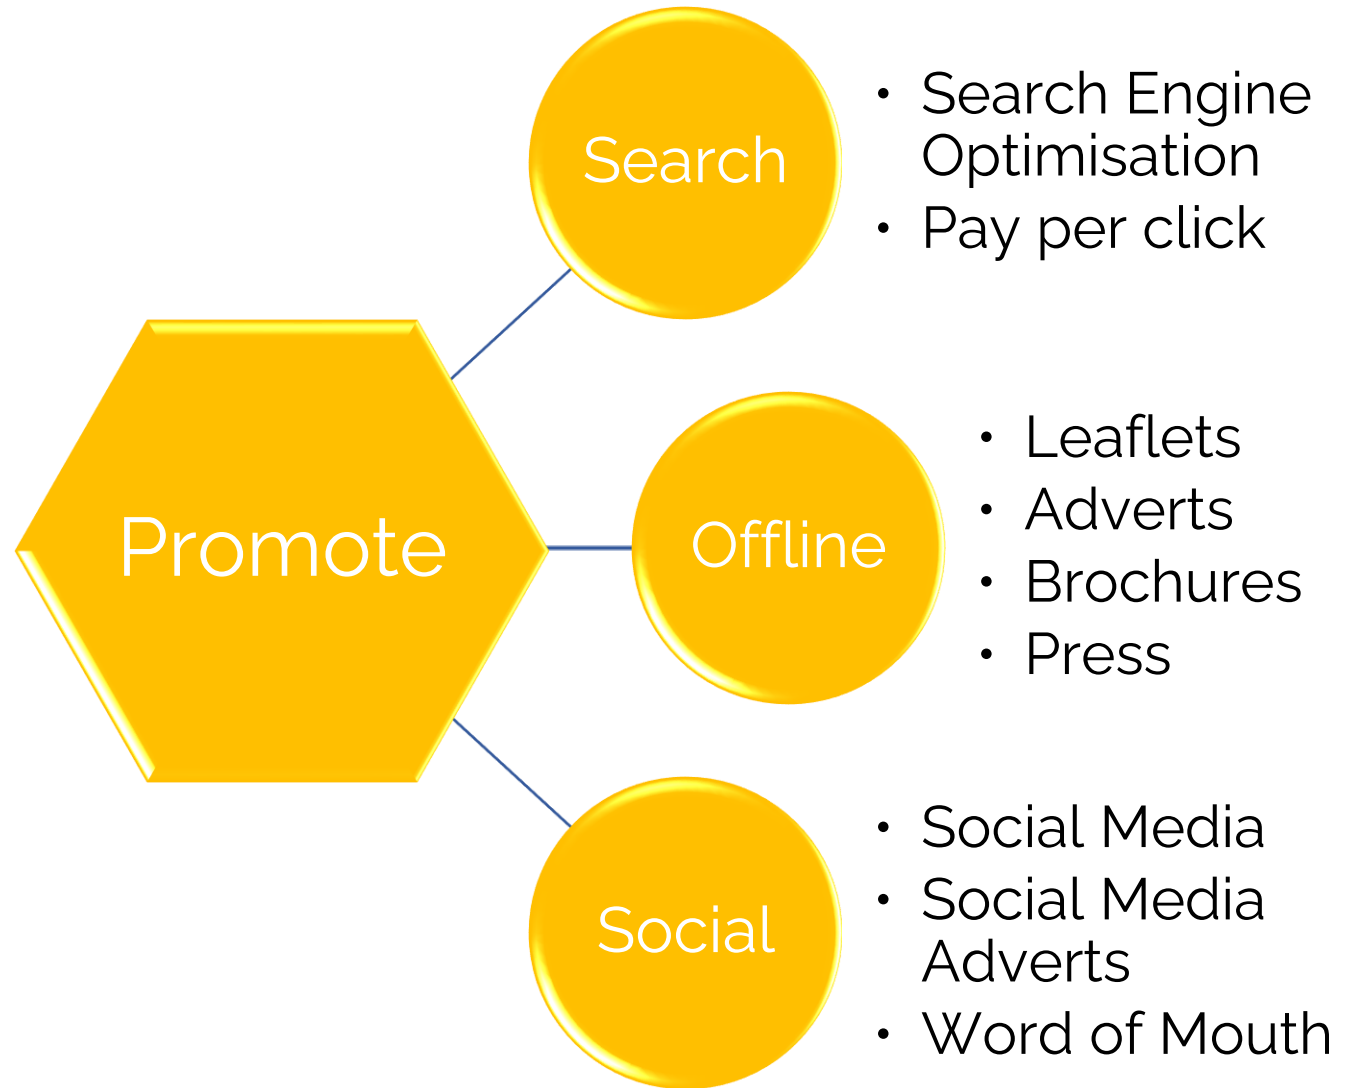 Promote
Search
• Search Engine
Optimisation
• Pay per click
Offline
• Leaflets
• Adverts
• Brochures
• Press
Social
• Social Media
• Social Media
Adverts
• Word of Mouth